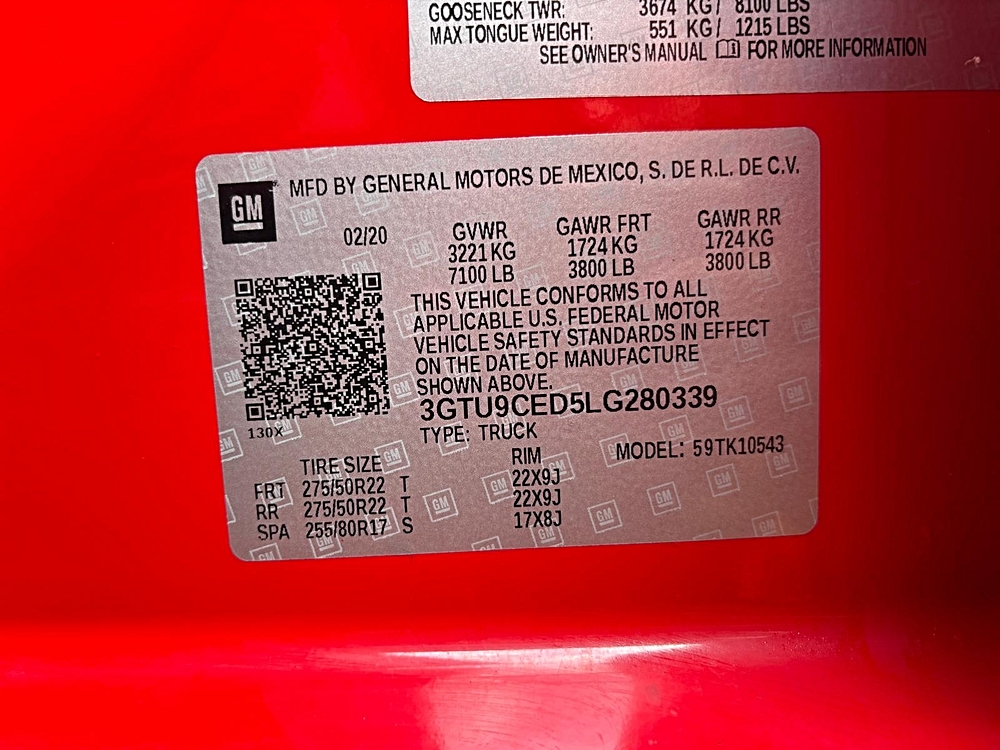 GOOSENECK TWR: 3674 KG / 8100 LBS
MAX TONGUE WEIGHT: 551 KG / 1215 LBS
SEE OWNER'S MANUAL FOR MORE INFORMATION
GM
MFD BY GENERAL MOTORS DE MEXICO, S. DE R.L. DE C.V.
02/20
GVWR GAWR FRT GAWR RR
3221 KG 1724 KG 1724 KG
7100 LB 3800 LB 3800 LB
THIS VEHICLE CONFORMS TO ALL
APPLICABLE U.S. FEDERAL MOTOR
VEHICLE SAFETY STANDARDS IN EFFECT
ON THE DATE OF MANUFACTURE
SHOWN ABOVE.
3GTU9CED5LG280339
130X
TYPE: TRUCK
MODEL: 59TK10543
TIRE SIZE RIM
FRT 275/50R22 T 22X9J
RR 275/50R22 T 22X9J
SPA 255/80R17 S 17X8J